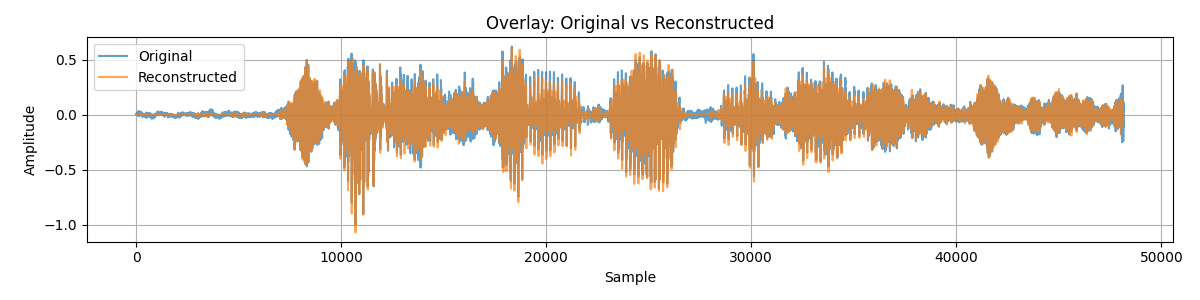 Overlay: Original vs Reconstructed
Original
Reconstructed
Amplitude
0.5
0.0
−0.5
−1.0
0
10000
20000
30000
40000
50000
Sample